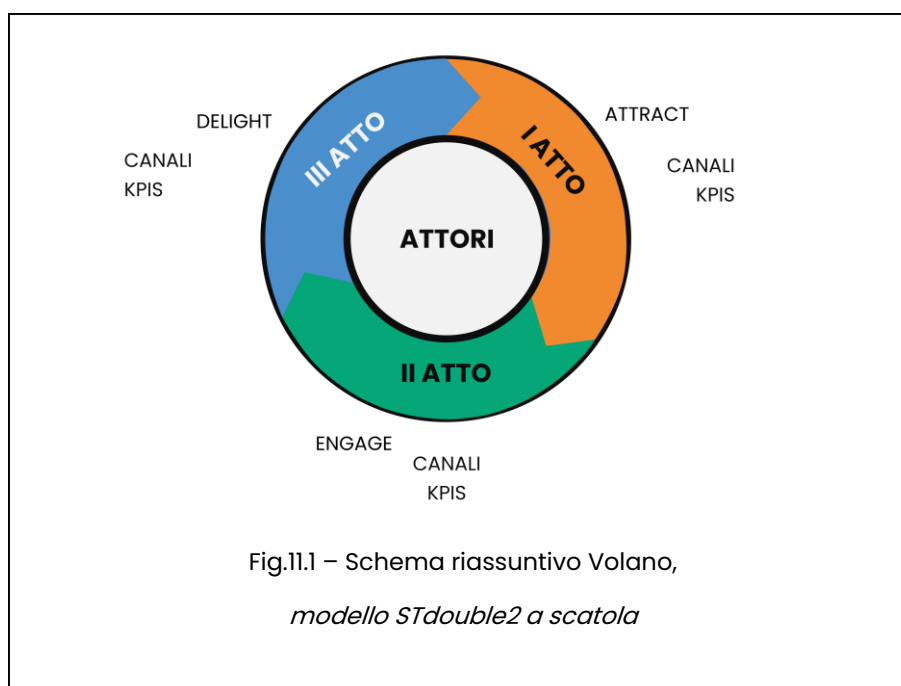 DELIGHT
CANALI
KPIS
III ATTO
I ATTO
ATTRACT
CANALI
KPIS
ATTORI
II ATTO
ENGAGE
CANALI
KPIS
Fig.11.1 – Schema riassuntivo Volano,
modello STdouble2 a scatola